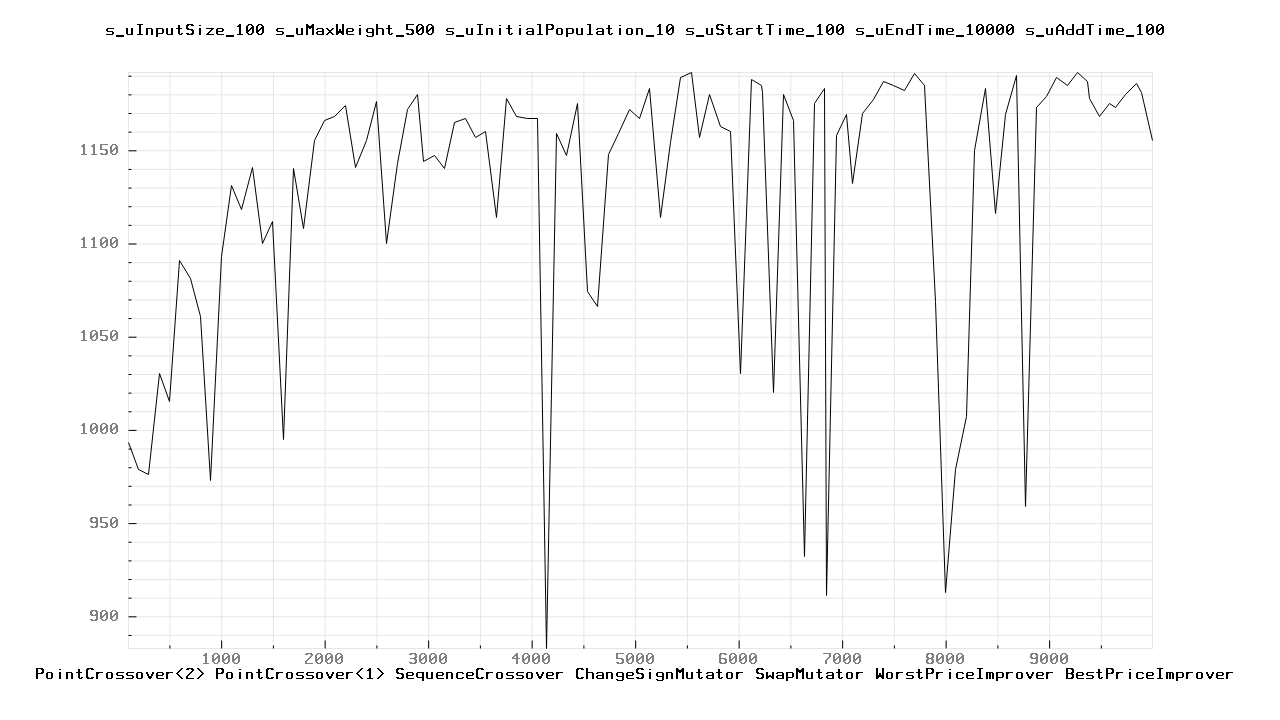 s_uInputSize_100 s_uMaxWeight_500 s_uInitialPopulation_10 s_uStartTime_100 s_uEndTime_10000 s_uAddTime_100
1150
1100
1050
1000
950
900
1000 2000 3000 4000 5000 6000 7000 8000 9000
PointCrossover<2> PointCrossover<1> SequenceCrossover ChangeSignMutator SwapMutator WorstPriceImprover BestPriceImprover